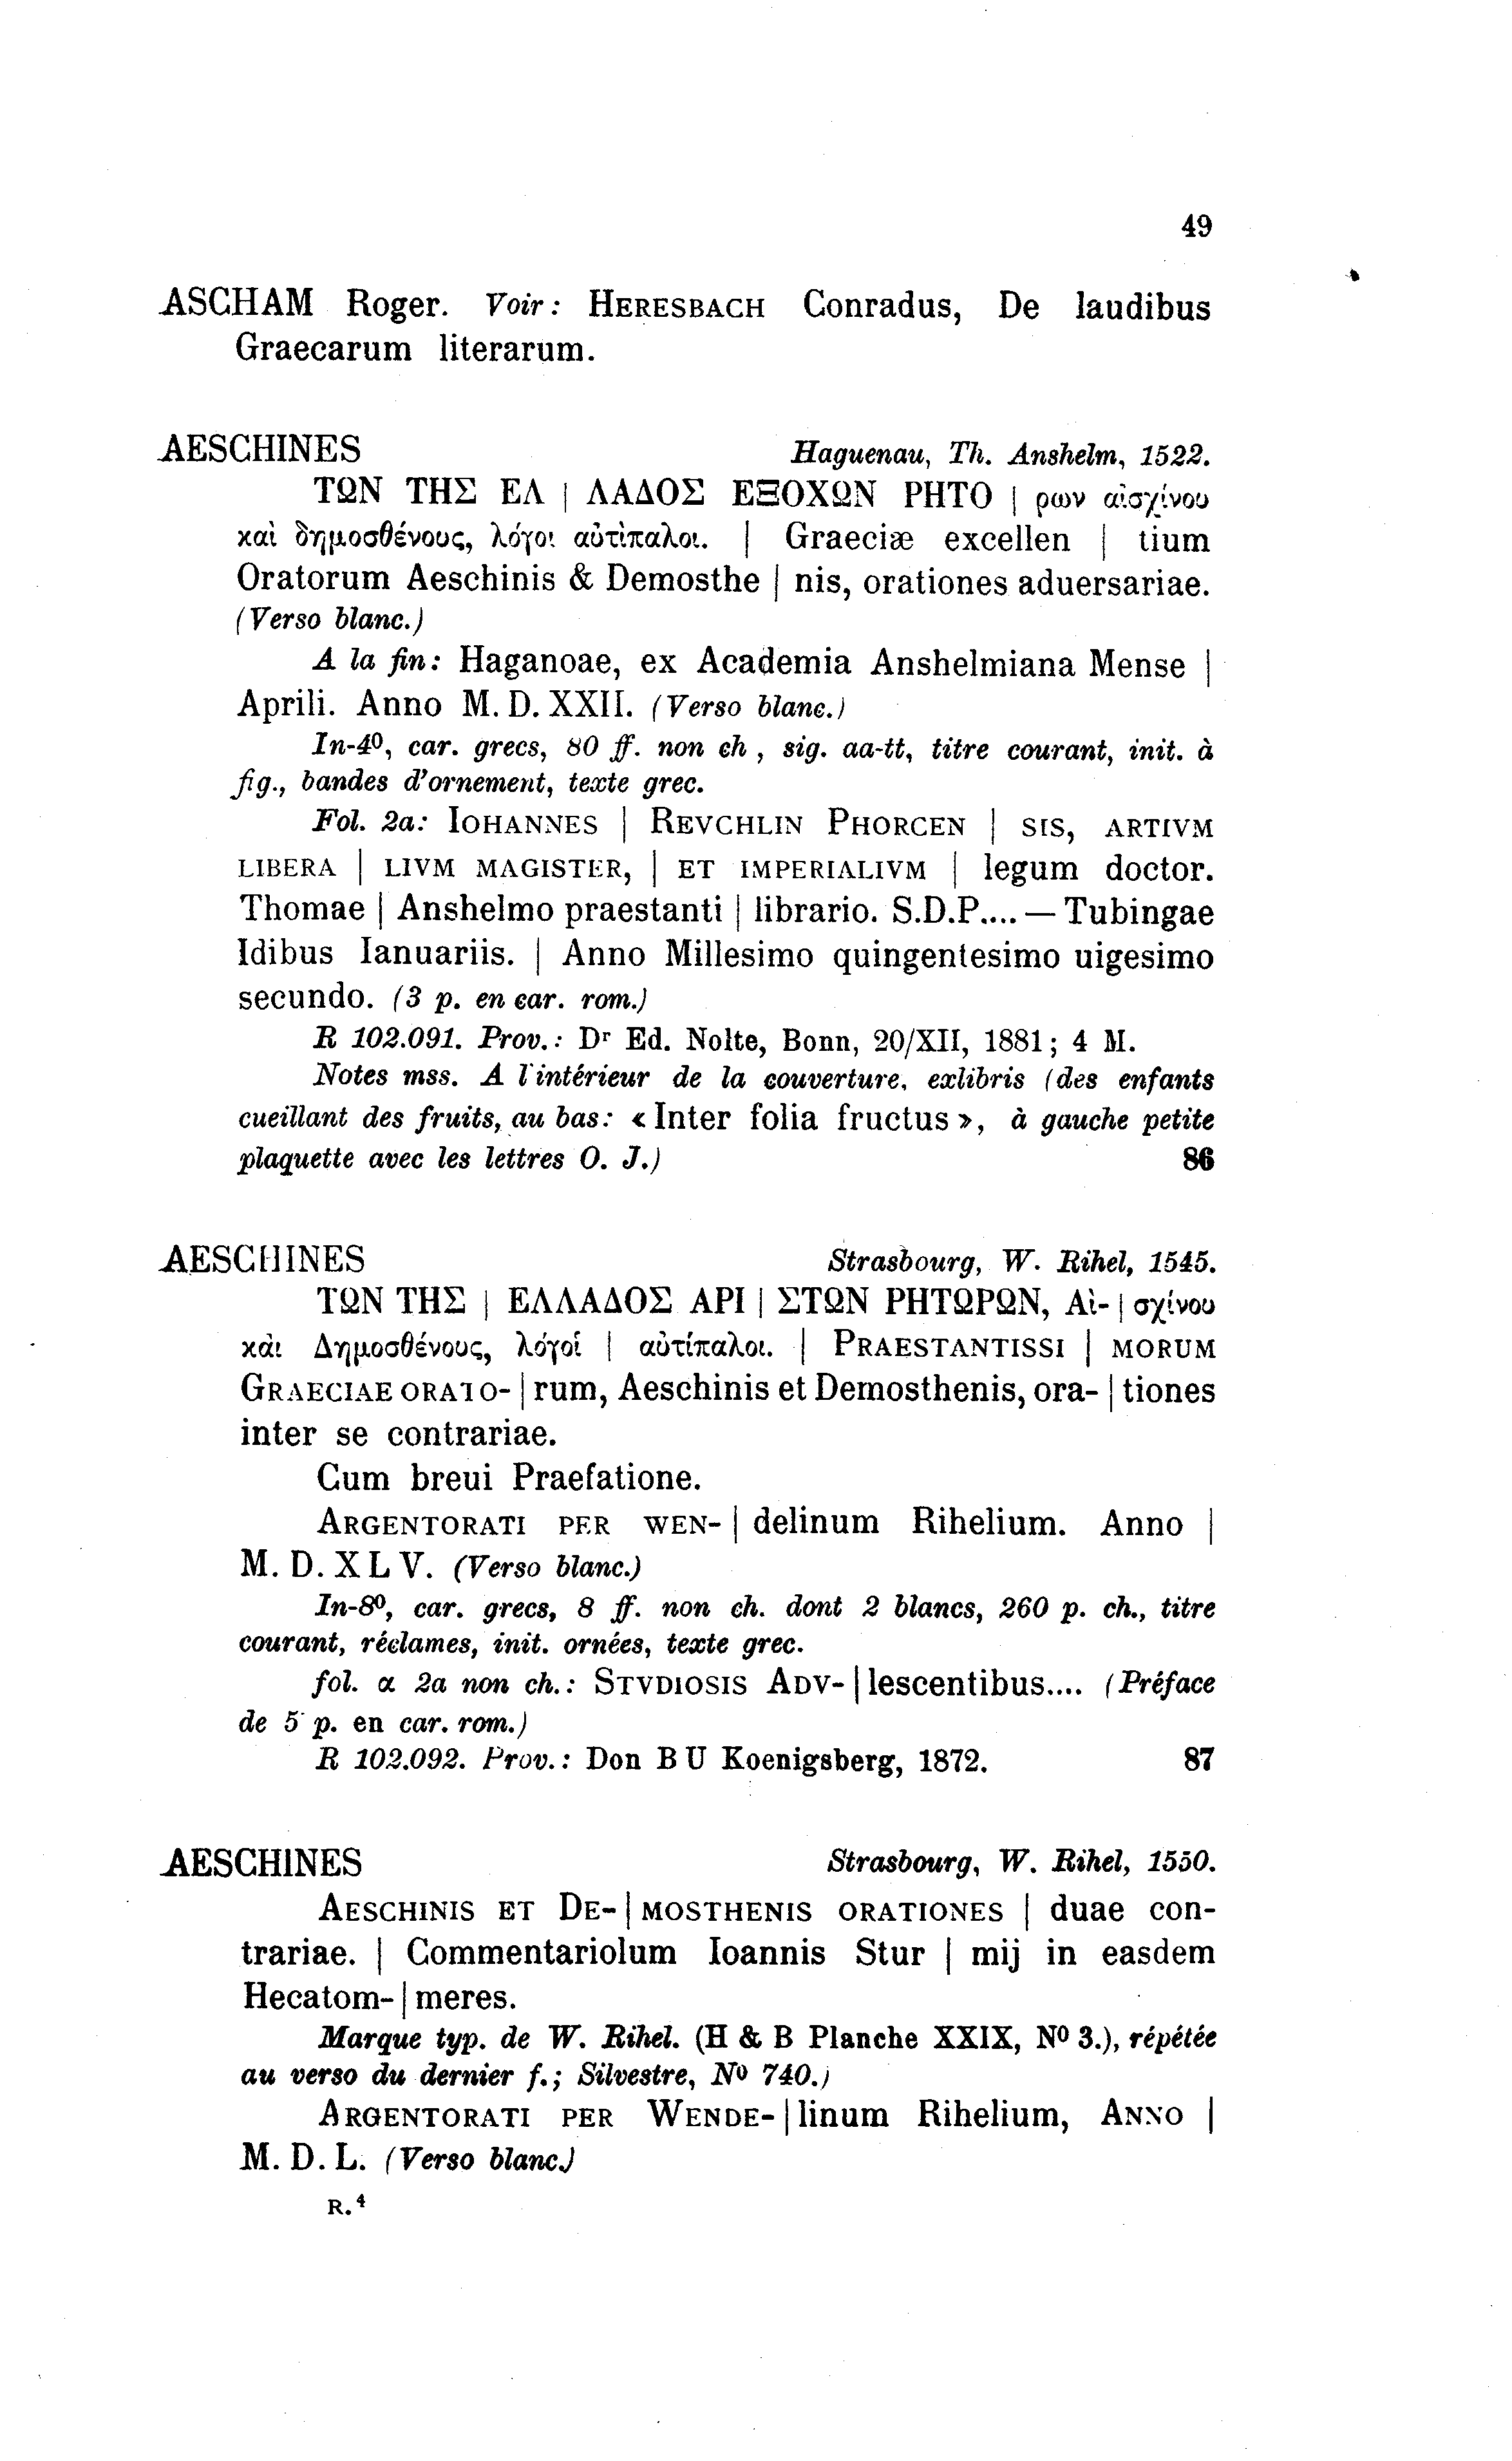 49
ASCHAM Roger. Voir: HERESBACH Conradus, De laudibus
Graecarum literarum.
AESCHINES Haguenau, Th. Anshelm, 1522.
ΤΩΝ ΤΗΣ ΕΛ | ΛΑΔΟΣ ΕΞΟΧΩΝ ΡΗΤΟ | ρων αἰσχίνου
καὶ δημοσθένους, λόγοι αὐτὶπαλοι. | Graeciæ excellen | tium
Oratorum Aeschinis & Demosthe | nis, orationes aduersariae.
(Verso blanc.)
A la fin: Haganoae, ex Academia Anshelmiana Mense |
Aprili. Anno M. D. XXII. (Verso blanc.)
In-4º, car. grecs, 80 ff. non ch , sig. aa-tt, titre courant, init. à
fig., bandes d'ornement, texte grec.
Fol. 2a: IOHANNES | REVCHLIN PHORCEN | SIS, ARTIVM
LIBERA | LIVM MAGISTER, | ET IMPERIALIVM | legum doctor.
Thomae | Anshelmo praestanti | librario. S.D.P.... — Tubingae
Idibus Ianuariis. | Anno Millesimo quingentesimo uigesimo
secundo. (3 p. en car. rom.)
R 102.091. Prov.: Dr Ed. Nolte, Bonn, 20/XII, 1881; 4 M.
Notes mss. A l'intérieur de la couverture, exlibris (des enfants
cueillant des fruits, au bas: « Inter folia fructus », à gauche petite
plaquette avec les lettres O. J.) 86
AESCHINES Strasbourg, W. Rihel, 1545.
ΤΩΝ ΤΗΣ | ΕΛΛΑΔΟΣ ΑΡΙ | ΣΤΩΝ ΡΗΤΩΡΩΝ, Αἰ- | σχίνου
κὰι Δημοσθένους, λόγοί | αὐτίπαλοι. | PRAESTANTISSI | MORUM
GRAECIAE ORATO- | rum, Aeschinis et Demosthenis, ora- | tiones
inter se contrariae.
Cum breui Praefatione.
ARGENTORATI PER WEN- | delinum Rihelium. Anno |
M. D. X L V. (Verso blanc.)
In-8º, car. grecs, 8 ff. non ch. dont 2 blancs, 260 p. ch., titre
courant, réclames, init. ornées, texte grec.
fol. α 2a non ch.: STVDIOSIS ADV- | lescentibus.... (Préface
de 5 p. en car. rom.)
R 102.092. Prov.: Don B U Koenigsberg, 1872. 87
AESCHINES Strasbourg, W. Rihel, 1550.
AESCHINIS ET DE- | MOSTHENIS ORATIONES | duae con-
trariae. | Commentariolum Ioannis Stur | mij in easdem
Hecatom- | meres.
Marque typ. de W. Rihel. (H & B Planche XXIX, Nº 3.), répétée
au verso du dernier f.; Silvestre, Nº 740.)
ARGENTORATI PER WENDE- | linum Rihelium, ANNO |
M. D. L. (Verso blanc.)
R. 4